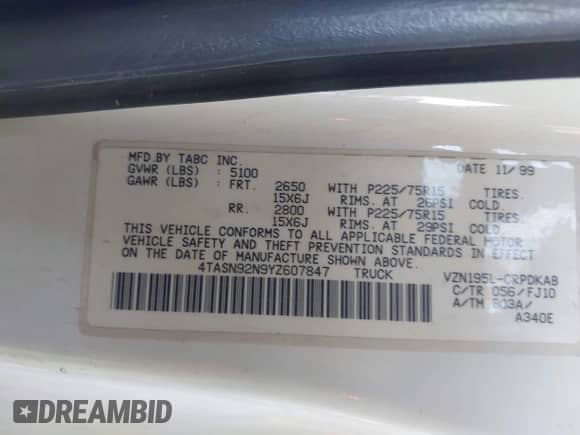 MFD.BY TABC INC. DATE 11/99
GVWR (LBS) : 5100
GAWR (LBS) : FRT. 2650 WITH P225/75R15 TIRES.
15X6J RIMS. AT 26PSI COLD.
RR. 2800 WITH P225/75R15 TIRES.
15X6J RIMS. AT 29PSI COLD.
THIS VEHICLE CONFORMS TO ALL APPLICABLE FEDERAL MOTOR
VEHICLE SAFETY AND THEFT PREVENTION STANDARDS IN EFFECT
ON THE DATE OF MANUFACTURE SHOWN ABOVE.
4TASN92N9YZ607847 TRUCK VZN195L-CRPDKAB
C/TR 056/FJ10
A/TM B03A/
A340E
DREAMBID